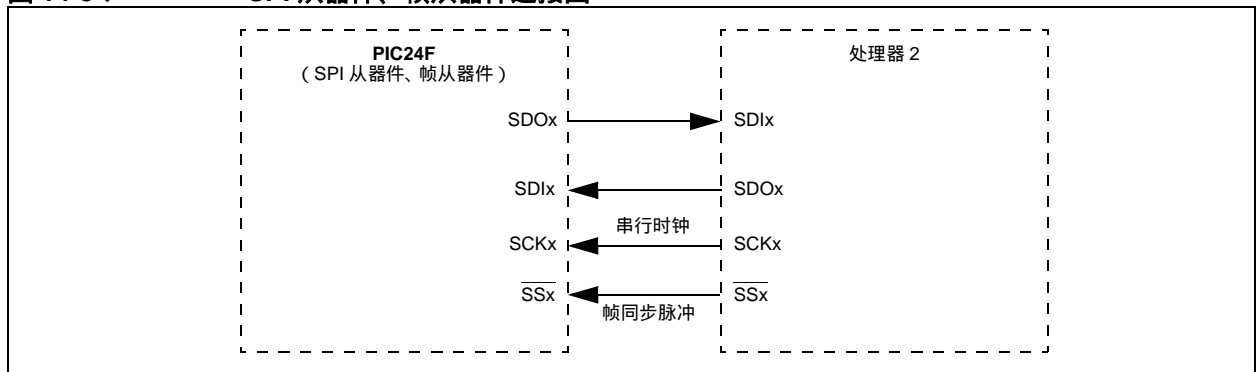 PIC24F
处理器 2
（SPI 从器件、帧从器件）
SDOx
SDIx
SDIx
SDOx
串行时钟
SCKx
SCKx
SSx
SSx
帧同步脉冲